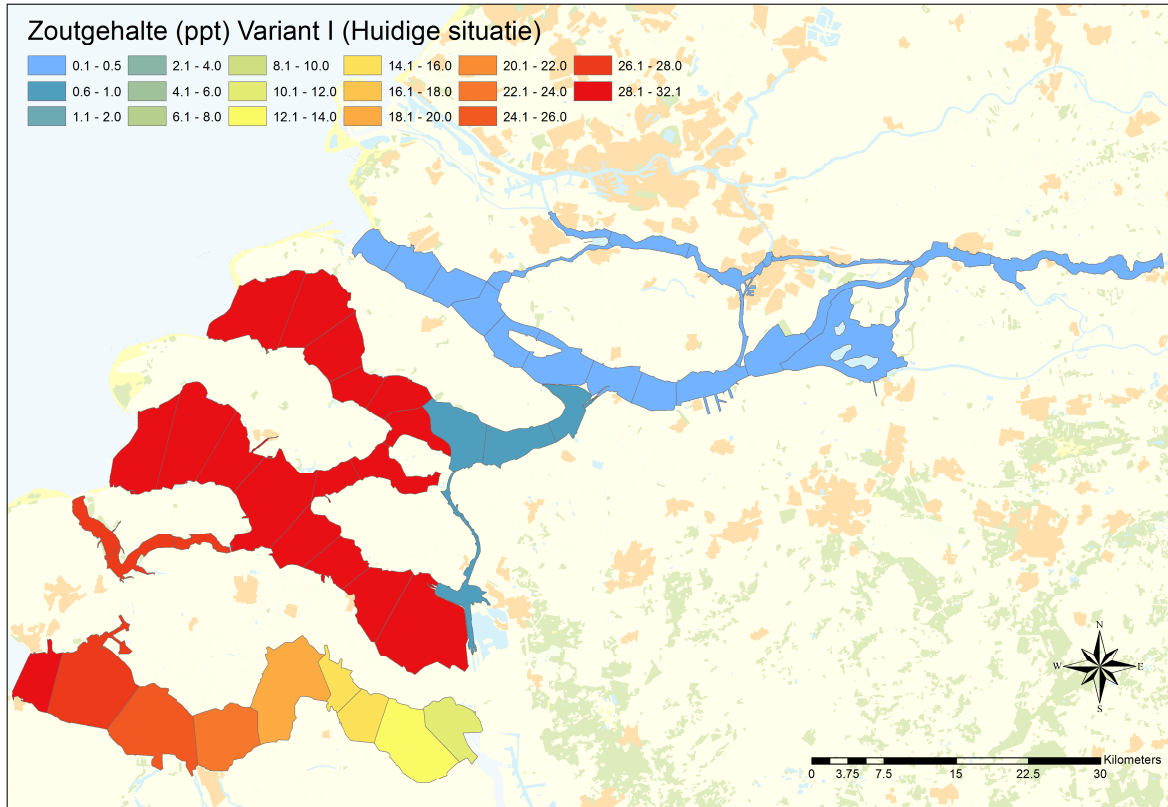 Zoutgehalte (ppt) Variant I (Huidige situatie)
0.1 - 0.5 2.1 - 4.0 8.1 - 10.0 14.1 - 16.0 20.1 - 22.0 26.1 - 28.0
0.6 - 1.0 4.1 - 6.0 10.1 - 12.0 16.1 - 18.0 22.1 - 24.0 28.1 - 32.1
1.1 - 2.0 6.1 - 8.0 12.1 - 14.0 18.1 - 20.0 24.1 - 26.0
N
W E
S
Kilometers
0 3.75 7.5 15 22.5 30